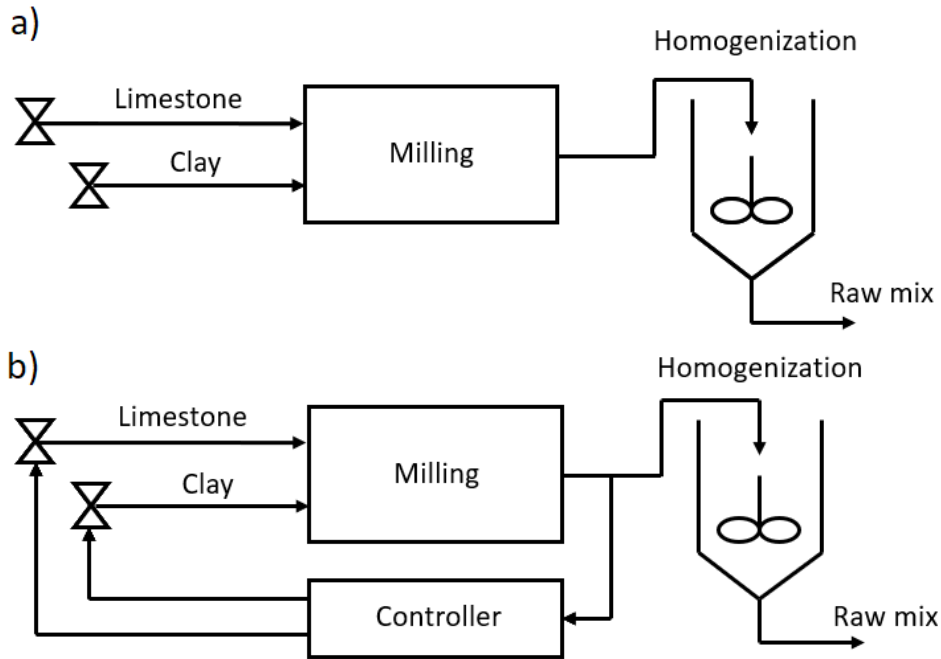 a)
Homogenization
Limestone
Clay
Milling
Raw mix
b)
Homogenization
Limestone
Clay
Milling
Controller
Raw mix